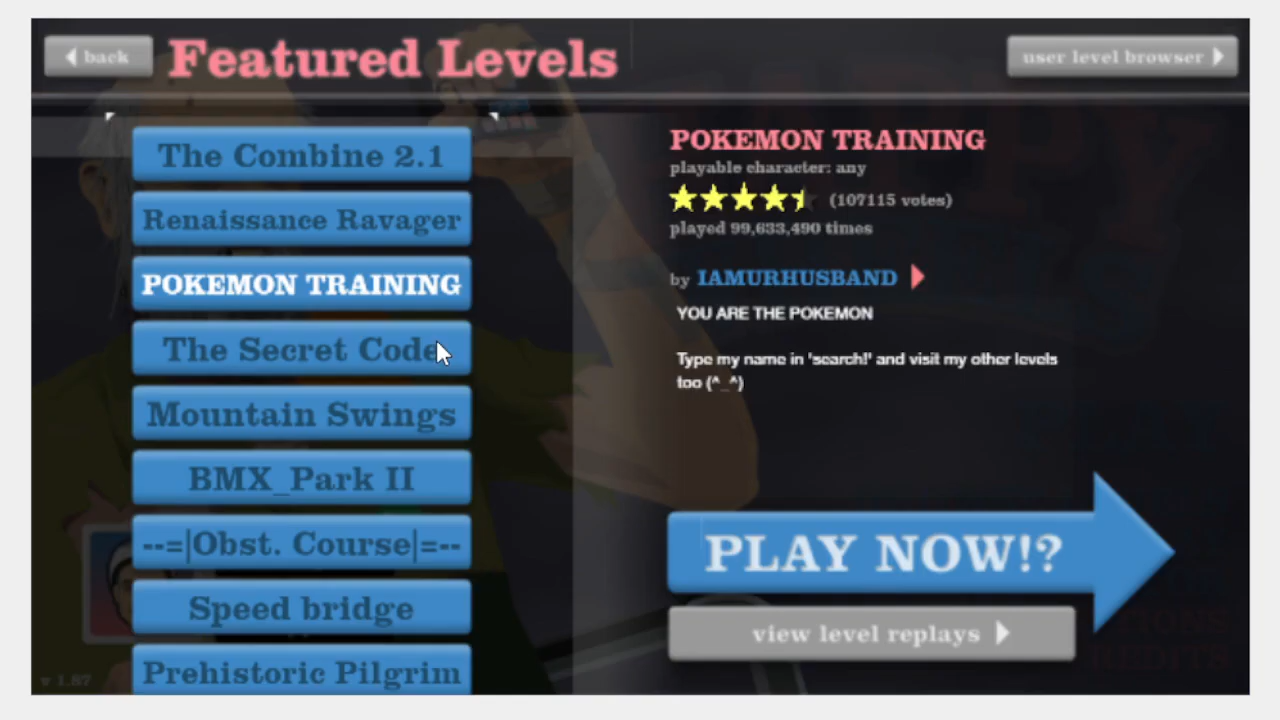 back
Featured Levels
user level browser
The Combine 2.1
Renaissance Ravager
POKEMON TRAINING
The Secret Code
Mountain Swings
BMX_Park II
--=|Obst. Course|=--
Speed bridge
Prehistoric Pilgrim
v 1.87
POKEMON TRAINING
playable character: any
(107115 votes)
played 99,633,490 times
by IAMURHUSBAND
YOU ARE THE POKEMON
Type my name in 'search!' and visit my other levels
too (^_^)
PLAY NOW!?
view level replays